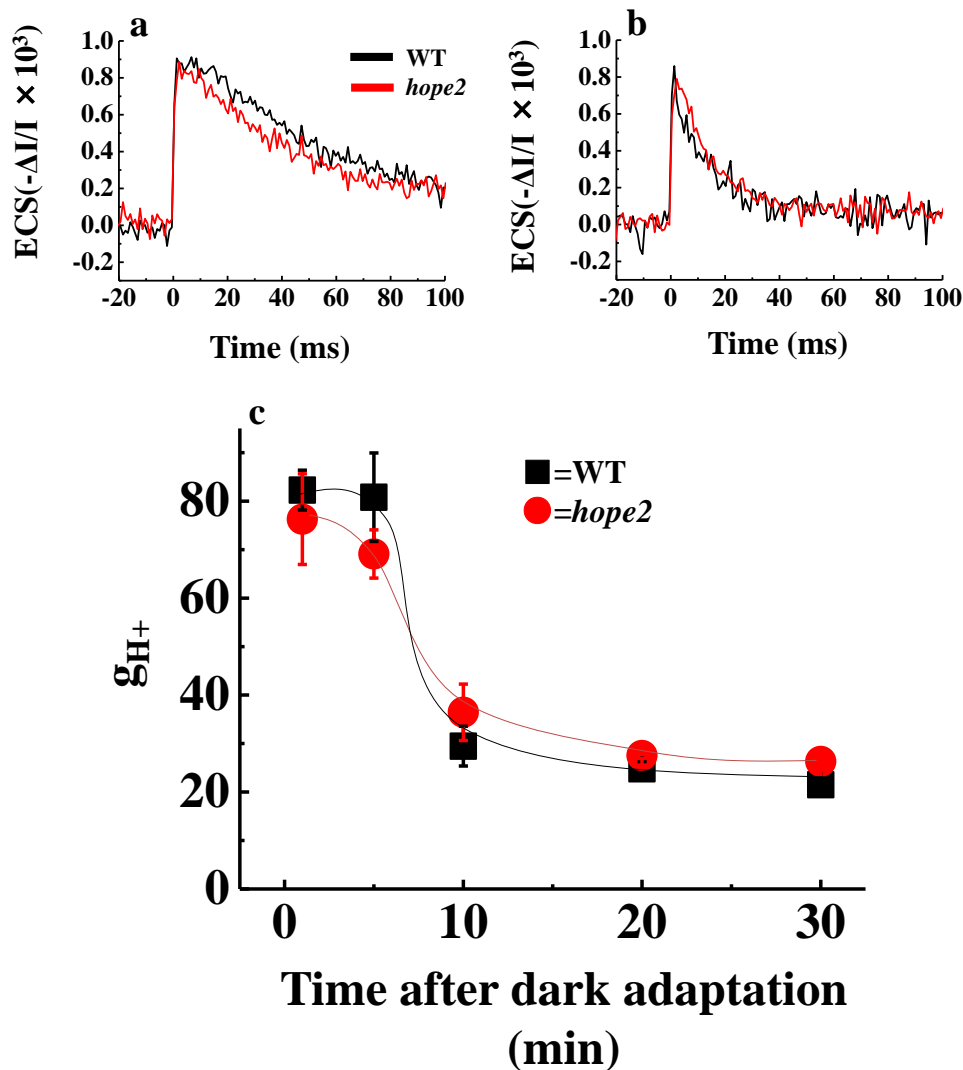 a
ECS(-ΔI/I × 10³)
1.0
0.8
0.6
0.4
0.2
0.0
-0.2
-20 0 20 40 60 80 100
Time (ms)
WT
hope2
b
ECS(-ΔI/I × 10³)
1.0
0.8
0.6
0.4
0.2
0.0
-0.2
-20 0 20 40 60 80 100
Time (ms)
c
gH+
80
60
40
20
0
0 10 20 30
=WT
=hope2
Time after dark adaptation
(min)